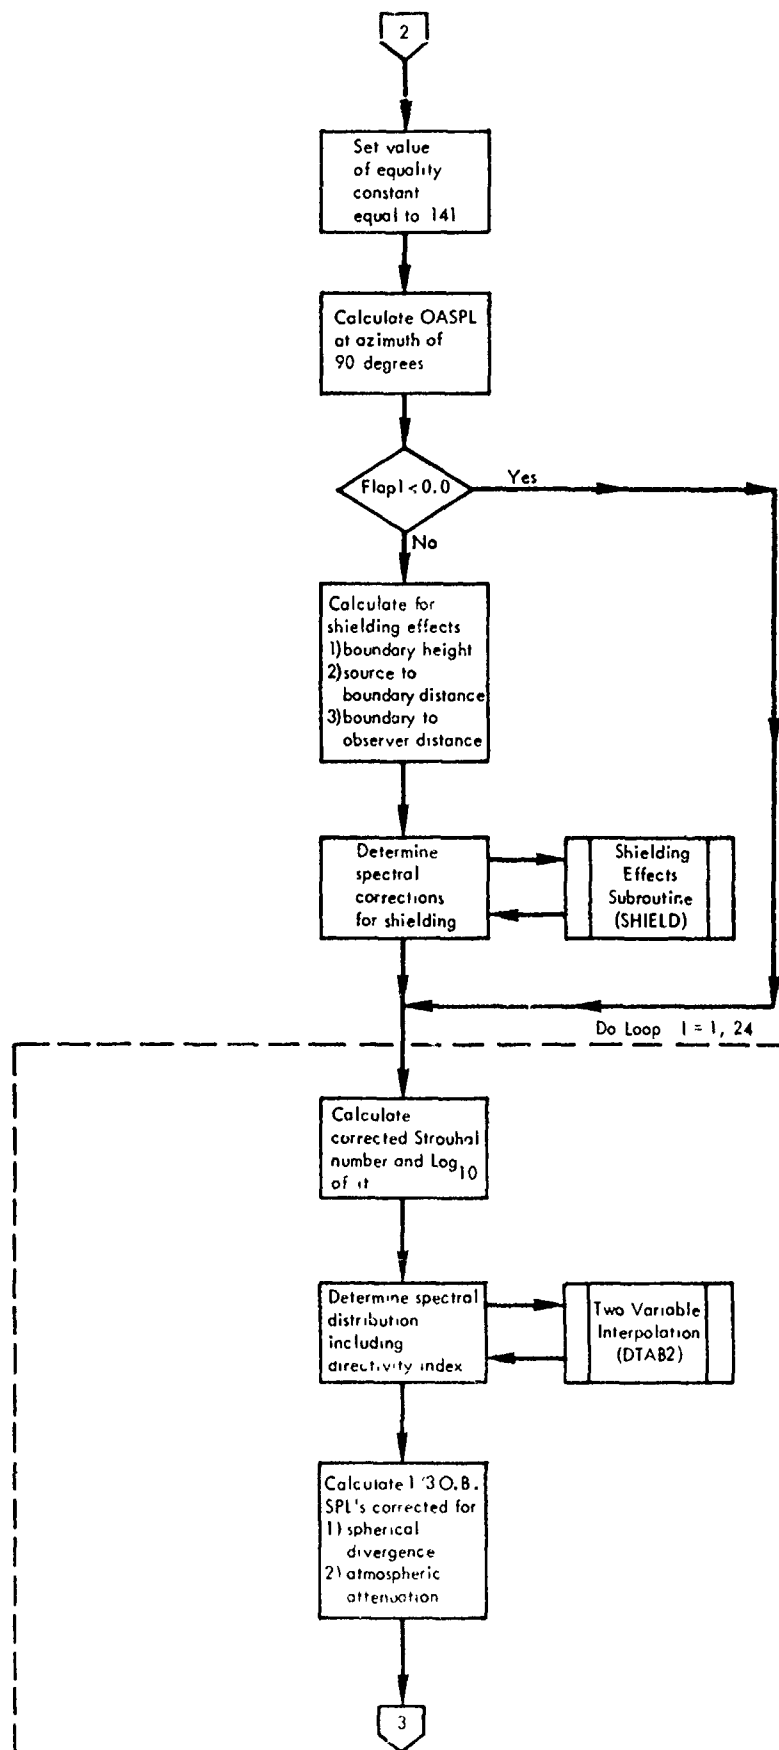 2
Set value
of equality
constant
equal to 141
Calculate OASPL
at azimuth of
90 degrees
Flap1<0.0
Yes
No
Calculate for
shielding effects
1)boundary height
2)source to
boundary distance
3)boundary to
observer distance
Determine
spectral
corrections
for shielding
Shielding
Effects
Subroutine
(SHIELD)
Do Loop I = 1, 24
Calculate
corrected Strouhal
number and Log10
of it
Determine spectral
distribution
including
directivity index
Two Variable
Interpolation
(DTAB2)
Calculate 1/3 O.B.
SPL's corrected for
1) spherical
divergence
2) atmospheric
attenuation
3